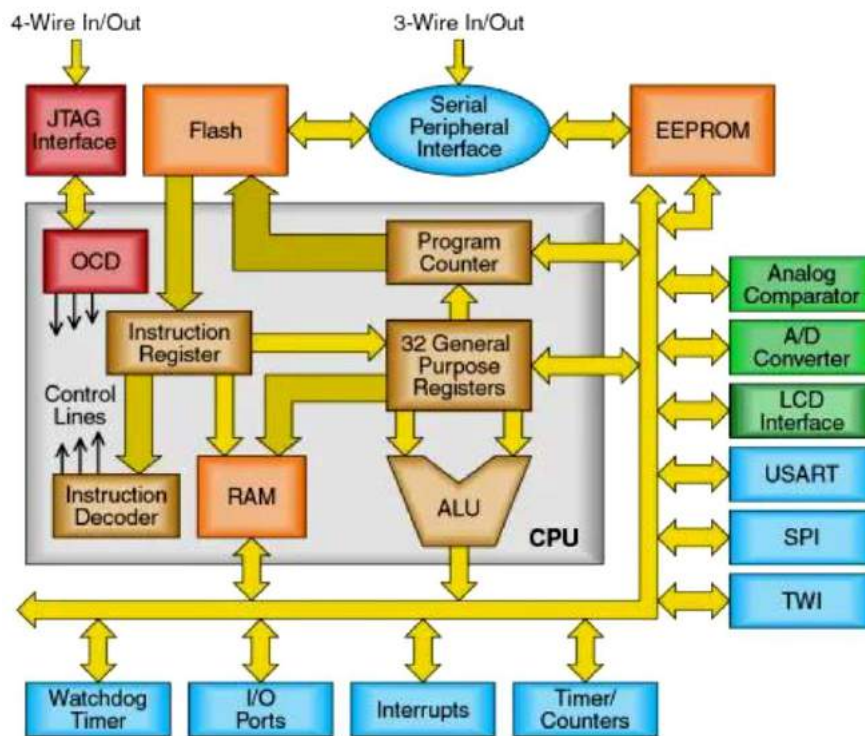 4-Wire In/Out
3-Wire In/Out
JTAG
Interface
Flash
Serial
Peripheral
Interface
EEPROM
OCD
Program
Counter
Analog
Comparator
Instruction
Register
32 General
Purpose
Registers
A/D
Converter
Control
Lines
LCD
Interface
Instruction
Decoder
RAM
ALU
CPU
USART
SPI
TWI
Watchdog
Timer
I/O
Ports
Interrupts
Timer/
Counters